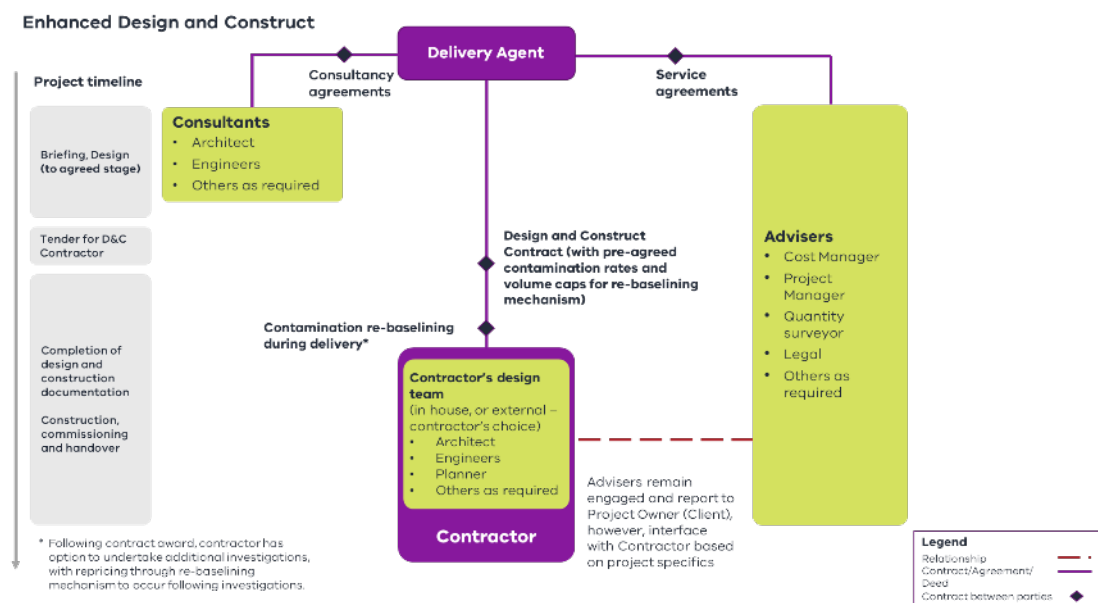 Enhanced Design and Construct
Delivery Agent
Project timeline
Consultancy
agreements
Service
agreements
Consultants
• Architect
• Engineers
• Others as required
Briefing, Design
(to agreed stage)
Tender for D&C
Contractor
Design and Construct
Contract (with pre-agreed
contamination rates and
volume caps for re-baselining
mechanism)
Advisers
• Cost Manager
• Project
Manager
• Quantity
surveyor
• Legal
• Others as
required
Contamination re-baselining
during delivery*
Completion of
design and
construction
documentation
Construction,
commissioning
and handover
Contractor's design
team
(in house, or external –
contractor's choice)
• Architect
• Engineers
• Planner
• Others as required
Contractor
Advisers remain
engaged and report to
Project Owner (Client),
however, interface
with Contractor based
on project specifics
* Following contract award, contractor has
option to undertake additional investigations,
with repricing through re-baselining
mechanism to occur following investigations.
Legend
Relationship
Contract/Agreement/
Deed
Contract between parties